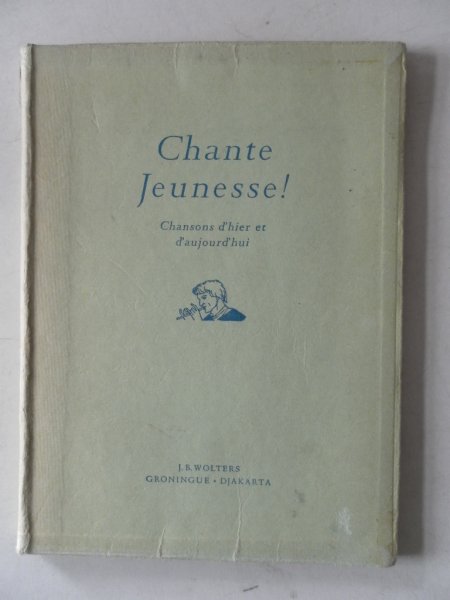 Chante
Jeunesse!
Chansons d'hier et
d'aujourd'hui
J. B. WOLTERS
GRONINGUE • DJAKARTA